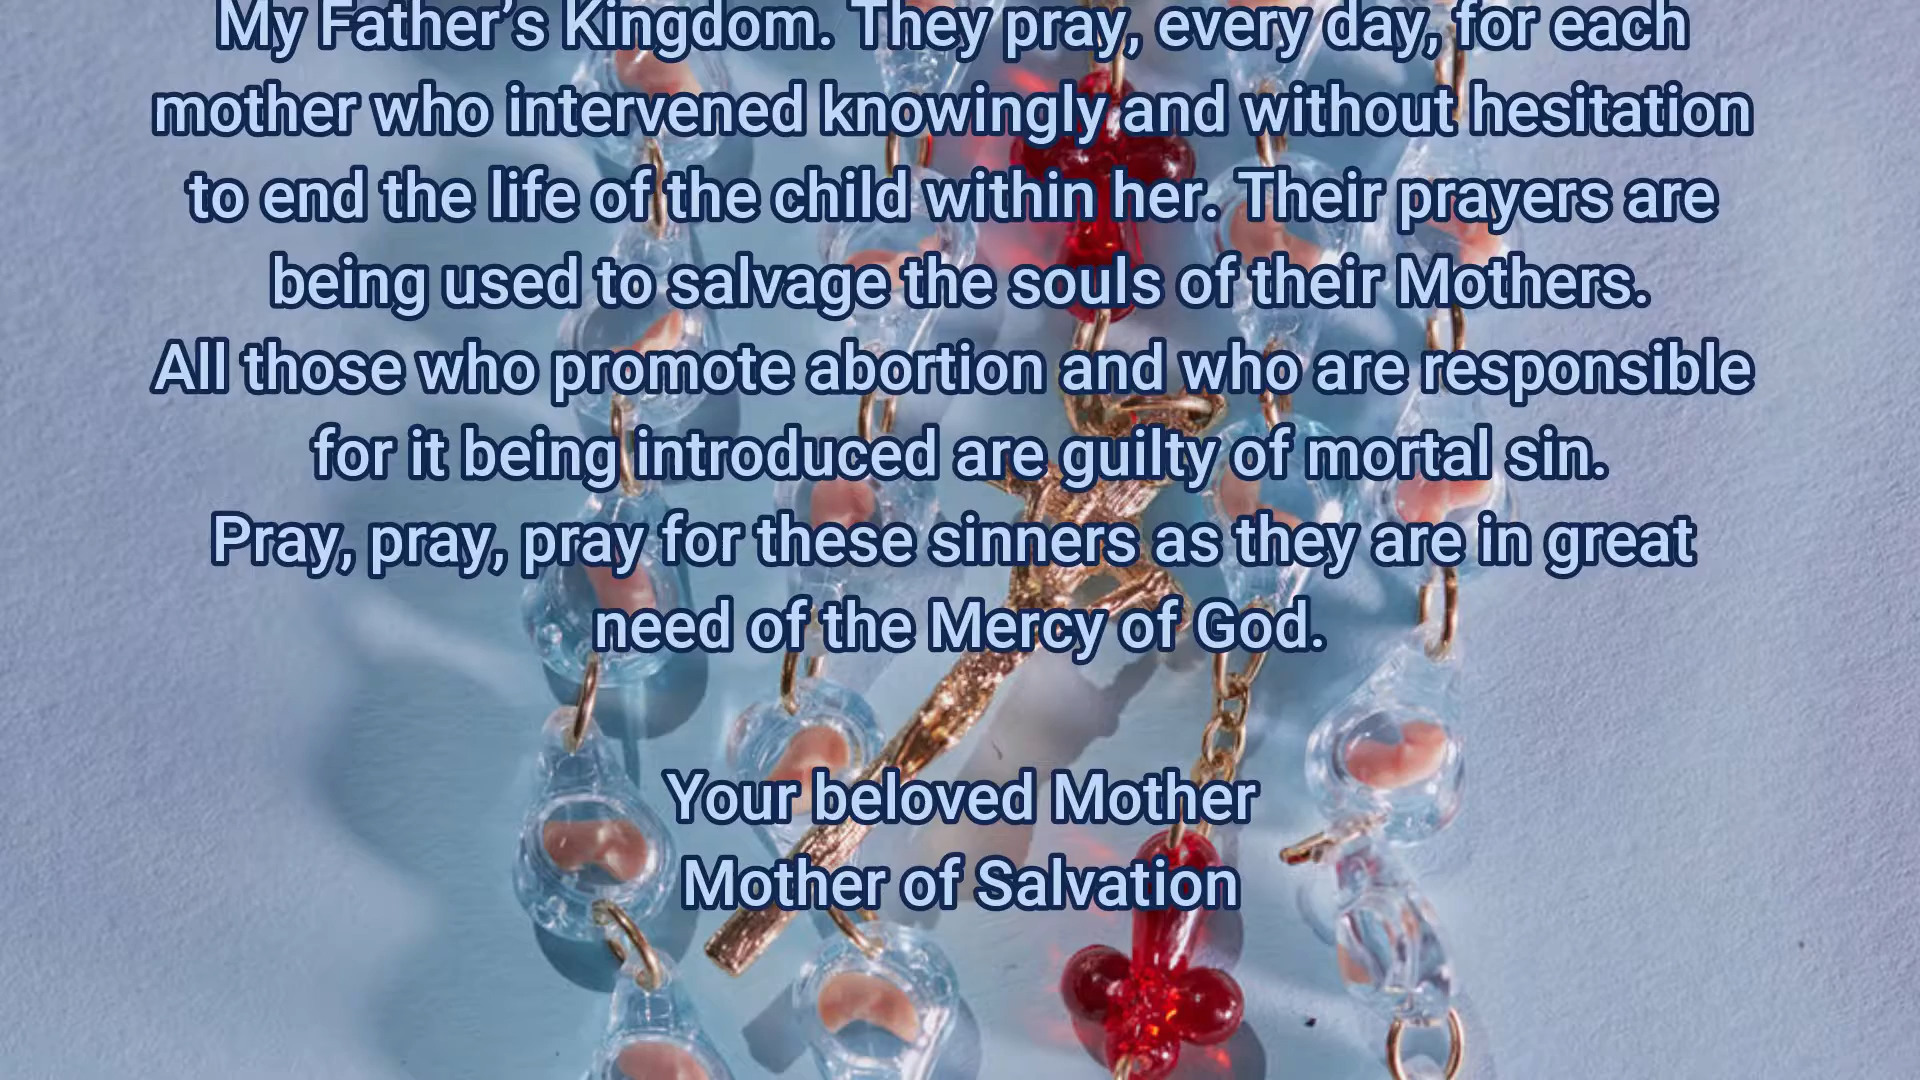 My Father’s Kingdom. They pray, every day, for each
mother who intervened knowingly and without hesitation
to end the life of the child within her. Their prayers are
being used to salvage the souls of their Mothers.
All those who promote abortion and who are responsible
for it being introduced are guilty of mortal sin.
Pray, pray, pray for these sinners as they are in great
need of the Mercy of God.
Your beloved Mother
Mother of Salvation